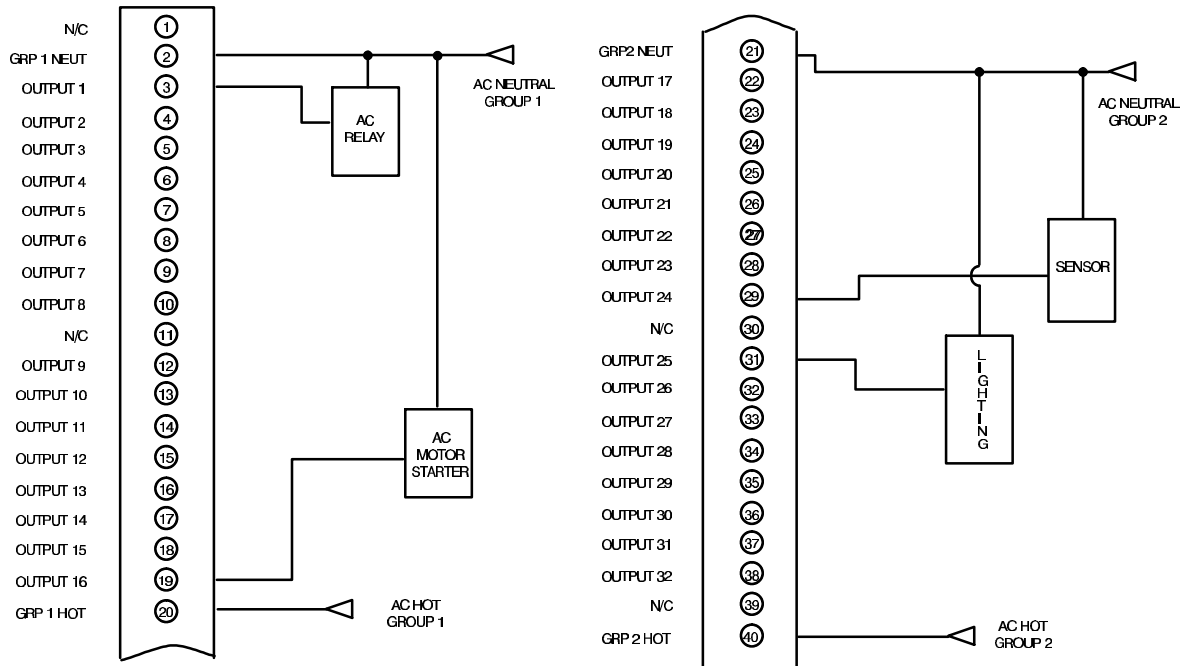 N/C 1
GRP 1 NEUT 2
OUTPUT 1 3
OUTPUT 2 4
OUTPUT 3 5
OUTPUT 4 6
OUTPUT 5 7
OUTPUT 6 8
OUTPUT 7 9
OUTPUT 8 10
N/C 11
OUTPUT 9 12
OUTPUT 10 13
OUTPUT 11 14
OUTPUT 12 15
OUTPUT 13 16
OUTPUT 14 17
OUTPUT 15 18
OUTPUT 16 19
GRP 1 HOT 20
AC NEUTRAL
GROUP 1
AC
RELAY
AC
MOTOR
STARTER
AC HOT
GROUP 1
GRP2 NEUT 21
OUTPUT 17 22
OUTPUT 18 23
OUTPUT 19 24
OUTPUT 20 25
OUTPUT 21 26
OUTPUT 22 27
OUTPUT 23 28
OUTPUT 24 29
N/C 30
OUTPUT 25 31
OUTPUT 26 32
OUTPUT 27 33
OUTPUT 28 34
OUTPUT 29 35
OUTPUT 30 36
OUTPUT 31 37
OUTPUT 32 38
N/C 39
GRP 2 HOT 40
AC NEUTRAL
GROUP 2
SENSOR
LIGHTING
AC HOT
GROUP 2